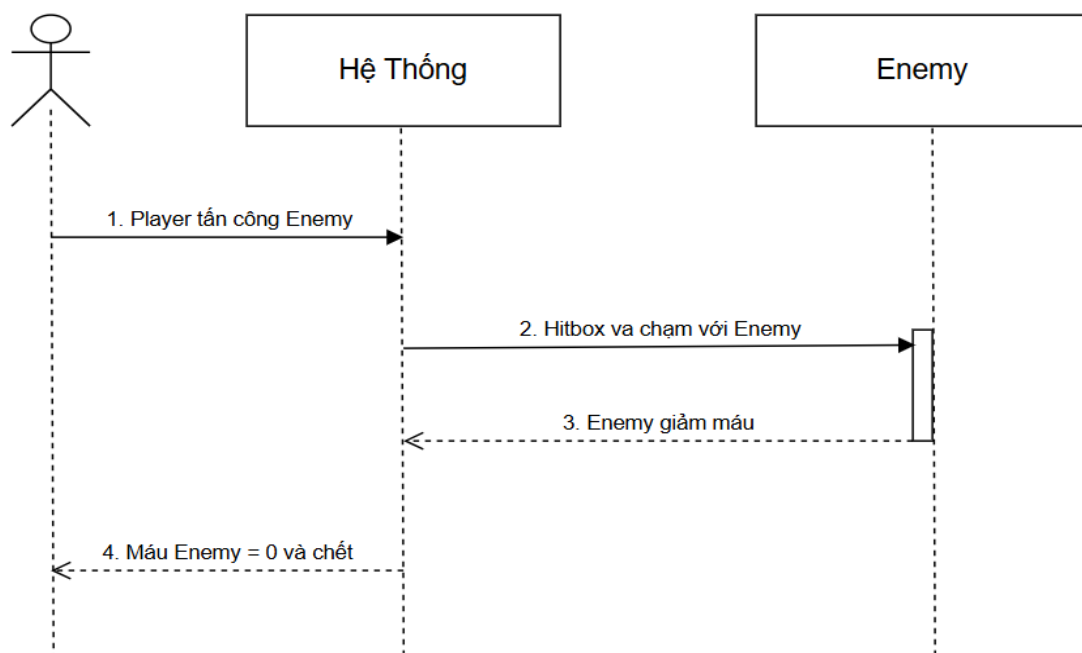 Hệ Thống
Enemy
1. Player tấn công Enemy
2. Hitbox va chạm với Enemy
3. Enemy giảm máu
4. Máu Enemy = 0 và chết